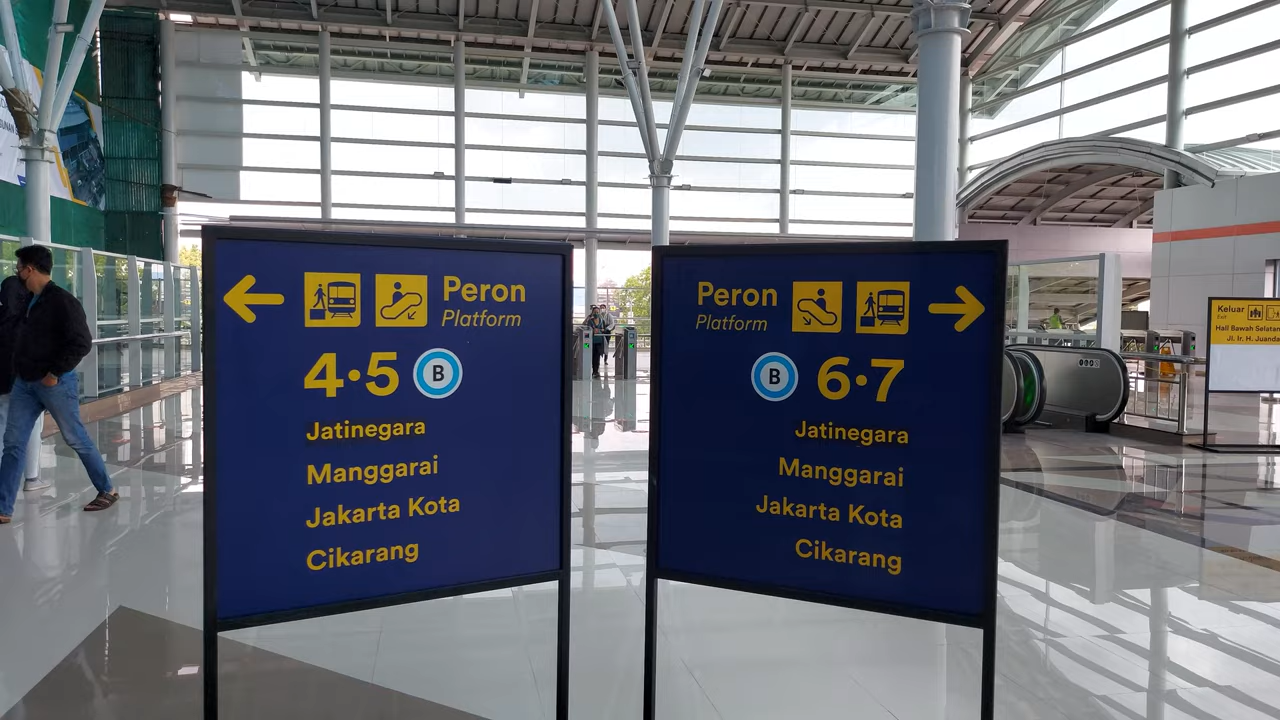 Peron
Platform
4•5 B
Jatinegara
Manggarai
Jakarta Kota
Cikarang
Peron
Platform
B 6•7
Jatinegara
Manggarai
Jakarta Kota
Cikarang
Keluar
Exit
Hall Bawah Selatan
Jl. Ir. H. Juanda